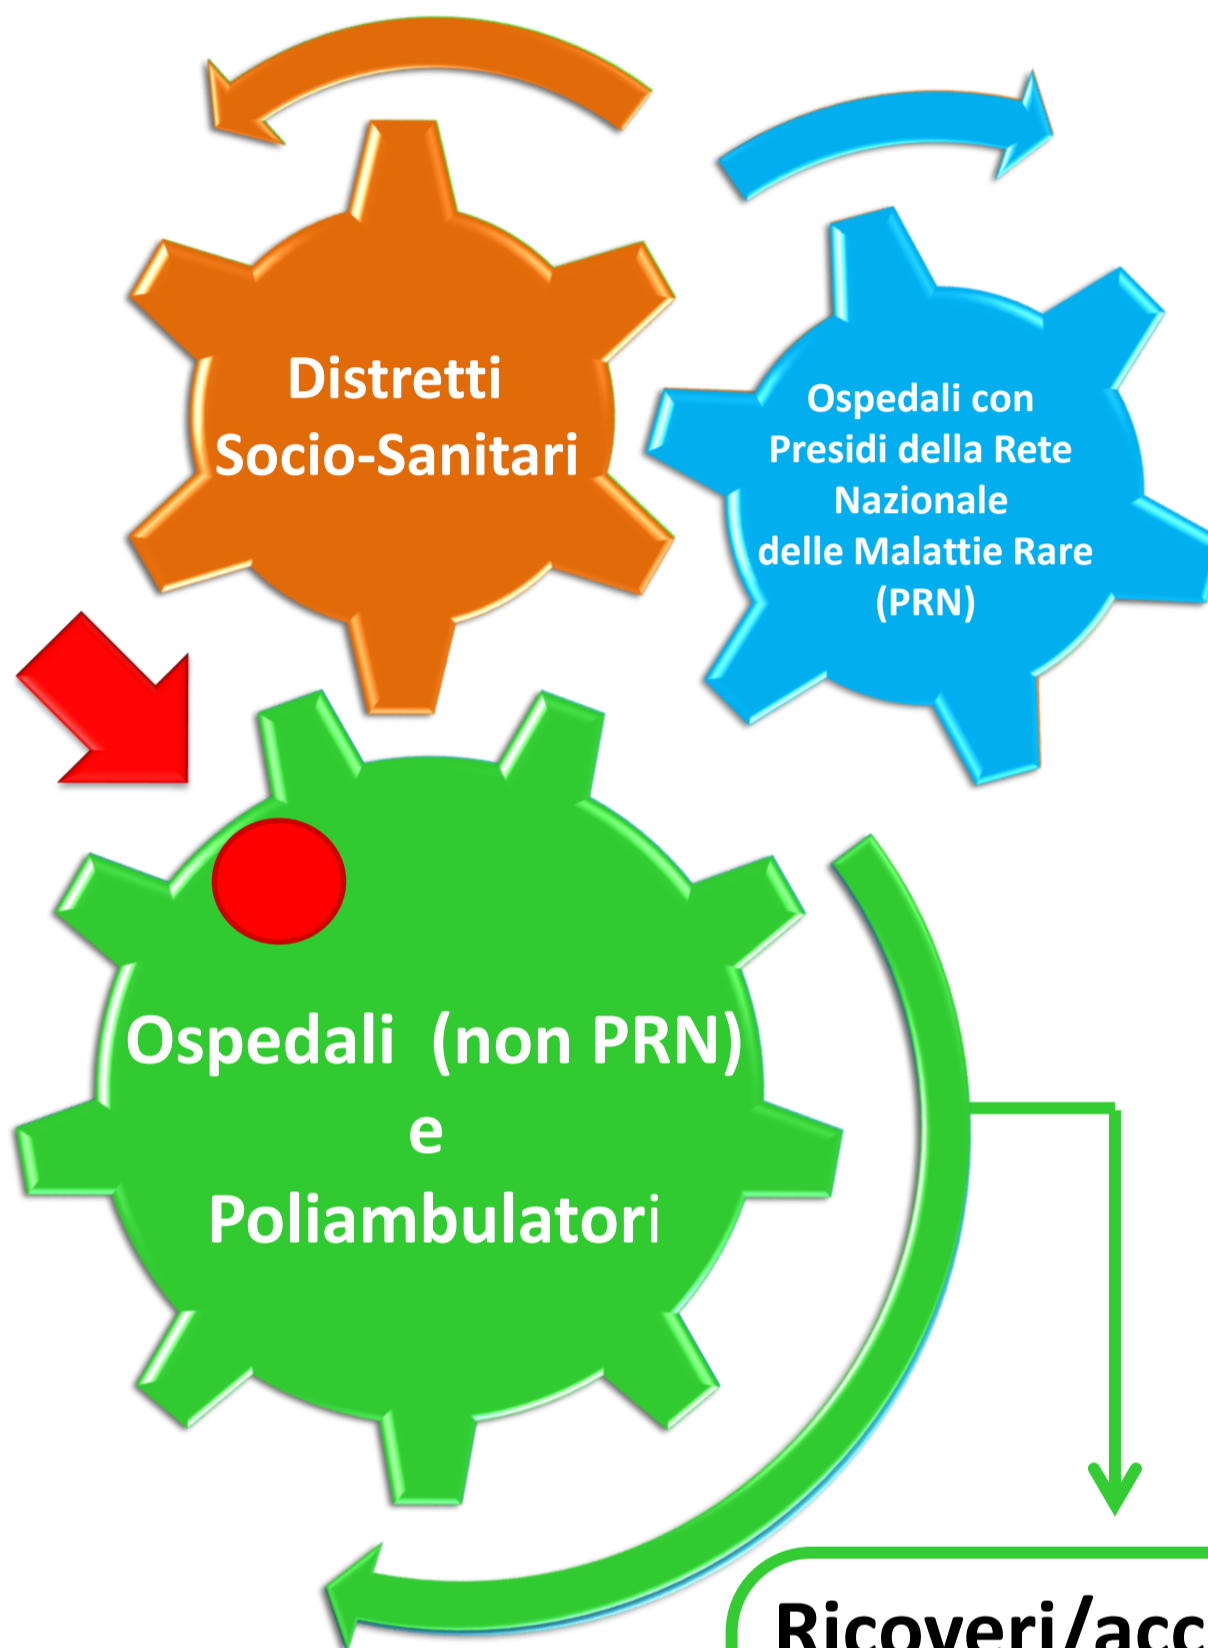 Distretti
Socio-Sanitari
Ospedali con
Presidi della Rete
Nazionale
delle Malattie Rare
(PRN)
Ospedali (non PRN)
e
Poliambulatori